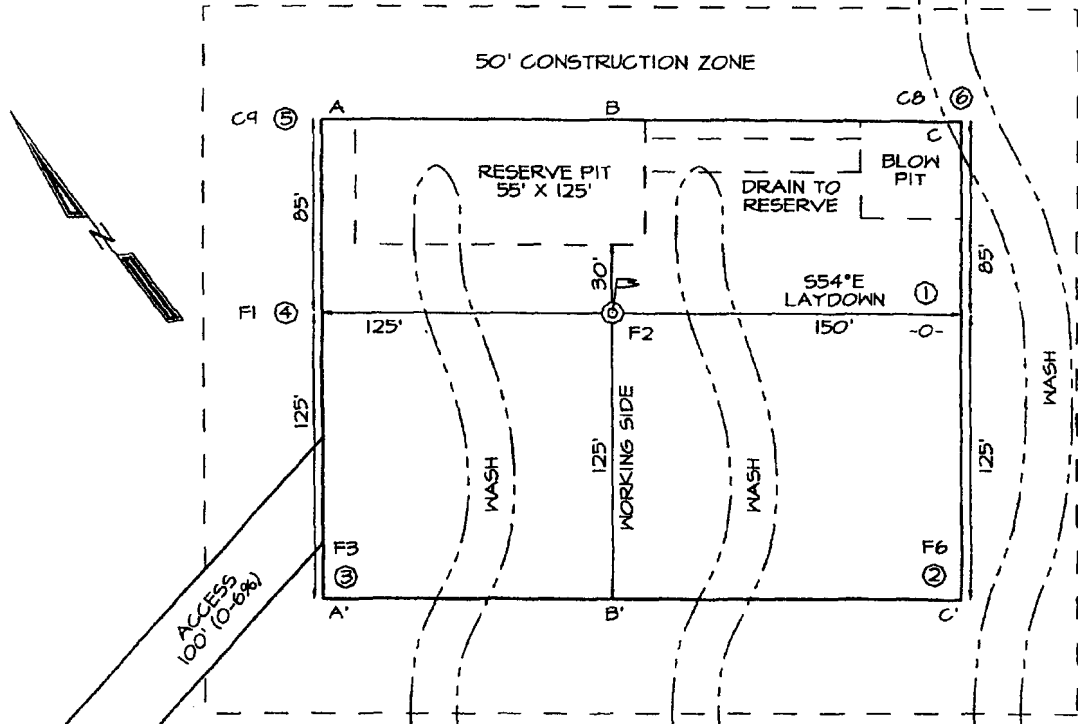 50' CONSTRUCTION ZONE
C9 ⑤
A
B
C8 ⑥
C
RESERVE PIT
55' X 125'
BLOW
PIT
DRAIN TO
RESERVE
85'
85'
N
30'
S54°E
LAYDOWN
①
F1 ④
125'
F2
150'
-0-
125'
125'
WORKING SIDE
125'
WASH
WASH
WASH
F3
③
F6
②
A'
B'
C'
ACCESS
100' (0-6%)